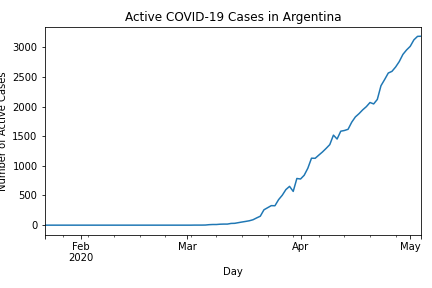 Active COVID-19 Cases in Argentina
Number of Active Cases
3000
2500
2000
1500
1000
500
0
Feb
2020
Mar
Apr
May
Day